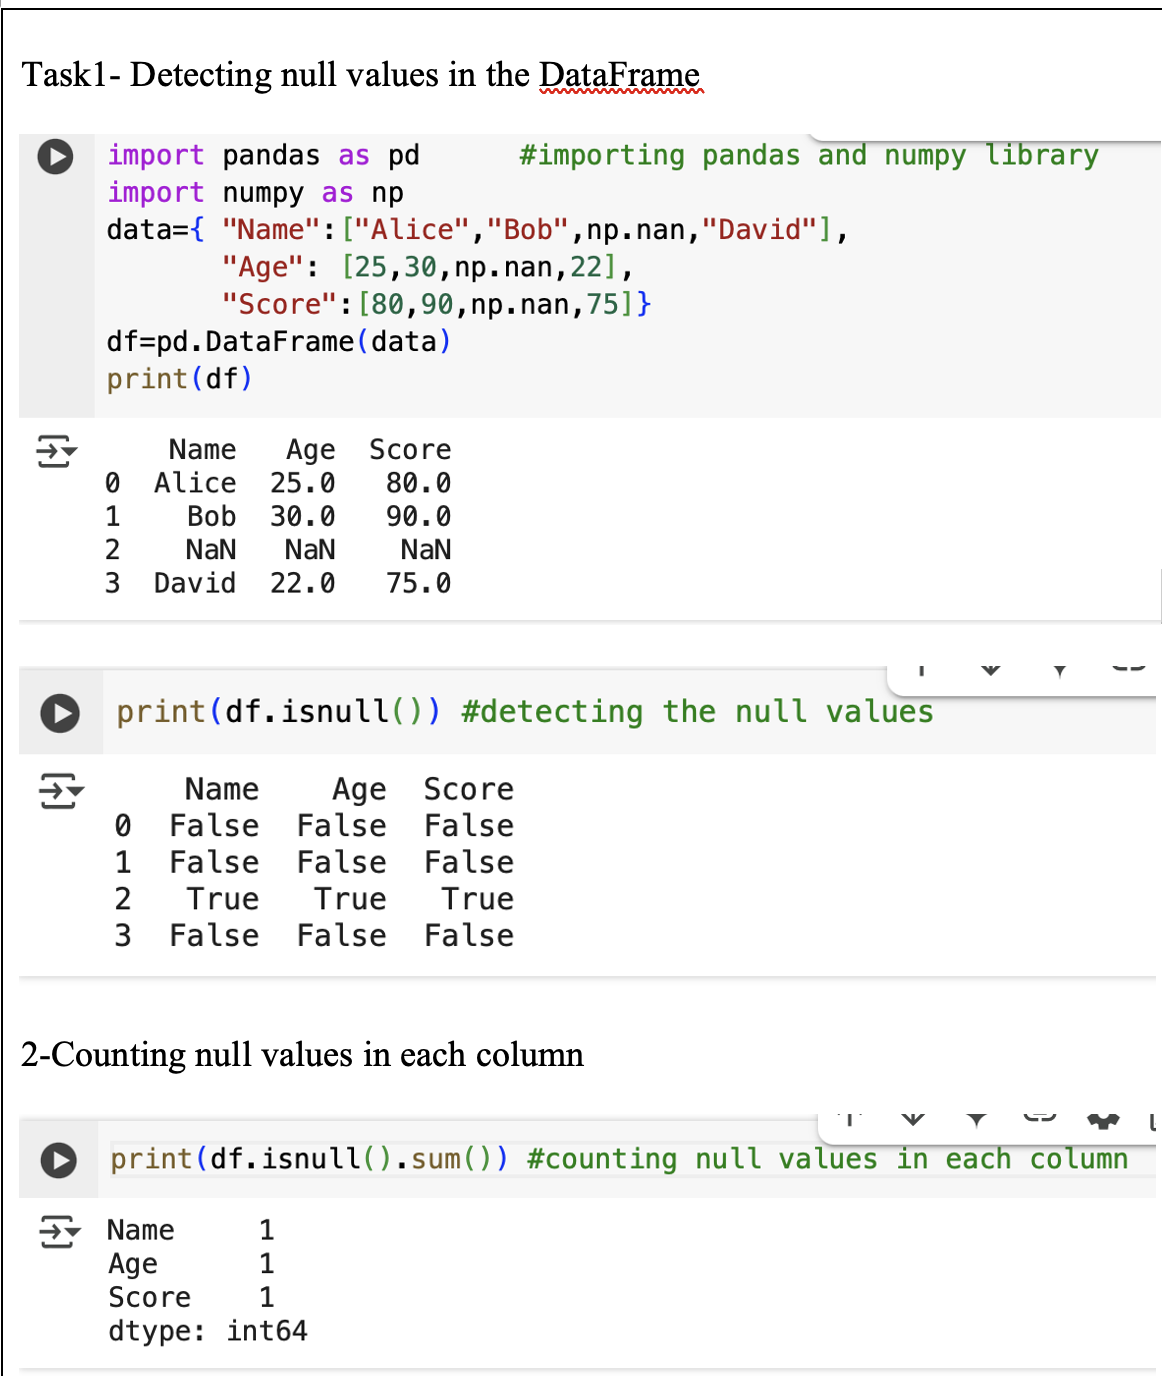 Task1- Detecting null values in the DataFrame
import pandas as pd      #importing pandas and numpy library
import numpy as np
data={ "Name":["Alice","Bob",np.nan,"David"],
       "Age": [25,30,np.nan,22],
       "Score":[80,90,np.nan,75]}
df=pd.DataFrame(data)
print(df)
    Name   Age  Score
0  Alice  25.0   80.0
1    Bob  30.0   90.0
2    NaN   NaN    NaN
3  David  22.0   75.0
print(df.isnull()) #detecting the null values
    Name    Age  Score
0  False  False  False
1  False  False  False
2   True   True   True
3  False  False  False
2-Counting null values in each column
print(df.isnull().sum()) #counting null values in each column
Name     1
Age      1
Score    1
dtype: int64